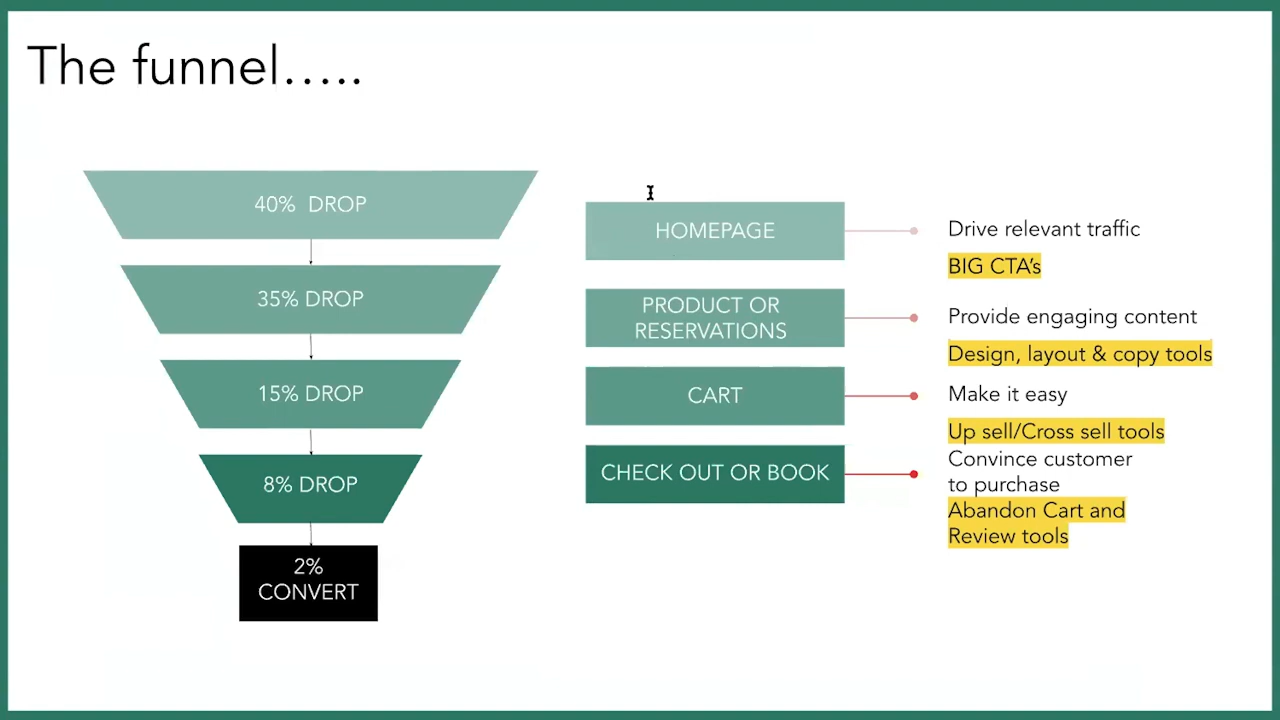 The funnel.....
40% DROP
35% DROP
15% DROP
8% DROP
2%
CONVERT
HOMEPAGE
Drive relevant traffic
BIG CTA's
PRODUCT OR
RESERVATIONS
Provide engaging content
Design, layout & copy tools
CART
Make it easy
Up sell/Cross sell tools
CHECK OUT OR BOOK
Convince customer
to purchase
Abandon Cart and
Review tools